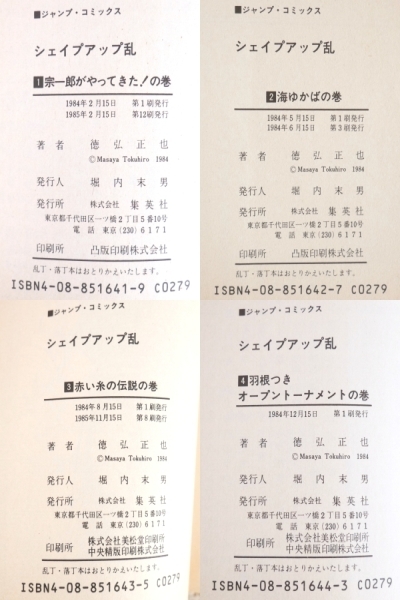 ■ジャンプ・コミックス
シェイプアップ乱
1 宗一郎がやってきた!の巻
1984年2月15日 第1刷発行
1985年2月15日 第12刷発行
著者 徳弘正也
©Masaya Tokuhiro 1984
発行人 堀内末男
発行所 株式会社 集英社
東京都千代田区一ツ橋2丁目5番10号
電話 東京(230)6171
印刷所 凸版印刷株式会社
乱丁・落丁本はおとりかえいたします。
ISBN4-08-851641-9 C0279
■ジャンプ・コミックス
シェイプアップ乱
2 海ゆかばの巻
1984年5月15日 第1刷発行
1984年6月15日 第3刷発行
著者 徳弘正也
©Masaya Tokuhiro 1984
発行人 堀内末男
発行所 株式会社 集英社
東京都千代田区一ツ橋2丁目5番10号
電話 東京(230)6171
印刷所 凸版印刷株式会社
乱丁・落丁本はおとりかえいたします。
ISBN4-08-851642-7 C0279
■ジャンプ・コミックス
シェイプアップ乱
3 赤い糸の伝説の巻
1984年8月15日 第1刷発行
1985年11月15日 第8刷発行
著者 徳弘正也
©Masaya Tokuhiro 1984
発行人 堀内末男
発行所 株式会社 集英社
東京都千代田区一ツ橋2丁目5番10号
電話 東京(230)6171
印刷所 株式会社美松堂印刷所
中央精版印刷株式会社
乱丁・落丁本はおとりかえいたします。
ISBN4-08-851643-5 C0279
■ジャンプ・コミックス
シェイプアップ乱
4 羽根つき
オープントーナメントの巻
1984年12月15日 第1刷発行
著者 徳弘正也
©Masaya Tokuhiro 1984
発行人 堀内末男
発行所 株式会社 集英社
東京都千代田区一ツ橋2丁目5番10号
電話 東京(230)6171
印刷所 株式会社美松堂印刷所
中央精版印刷株式会社
乱丁・落丁本はおとりかえいたします。
ISBN4-08-851644-3 C0279